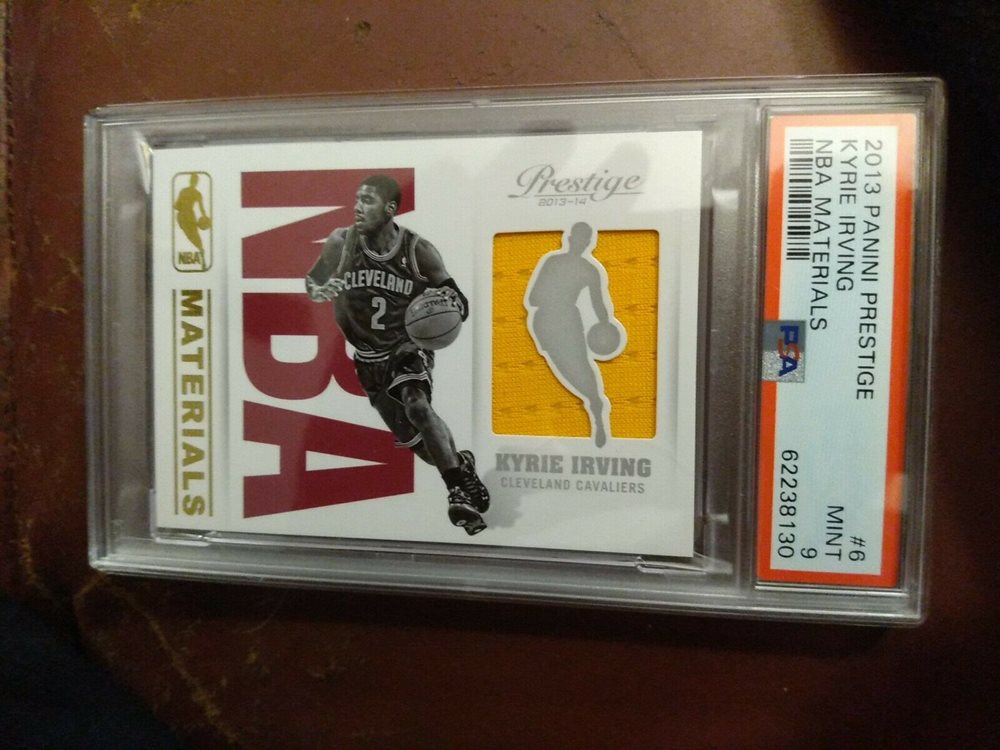 2013 PANINI PRESTIGE #6
KYRIE IRVING MINT
NBA MATERIALS 9
PSA 62238130
Prestige
2013-14
NBA
CLEVELAND
2
KYRIE IRVING
CLEVELAND CAVALIERS
NBA
MATERIALS